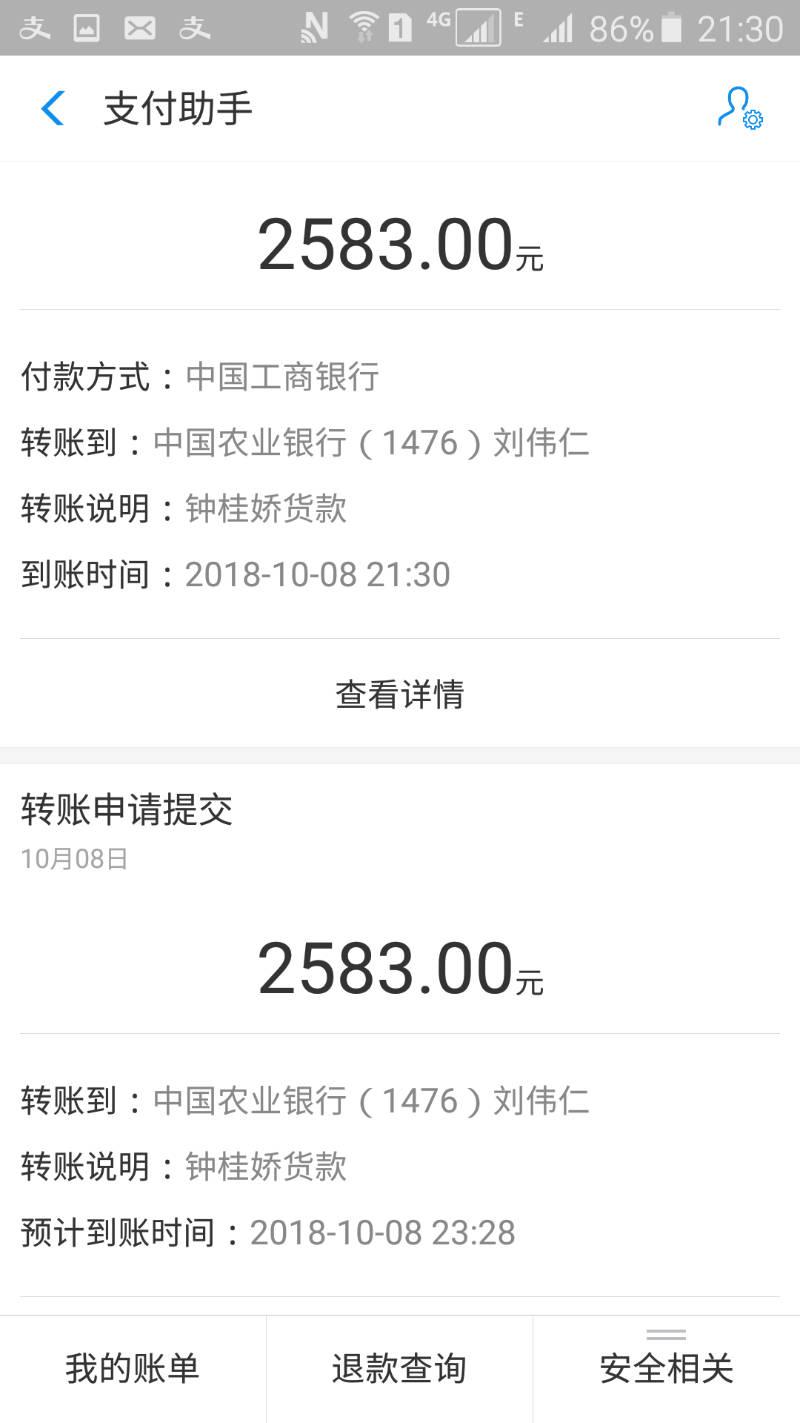 支 支 N 1 4G E 86% 21:30
支付助手
2583.00元
付款方式：中国工商银行
转账到：中国农业银行（1476）刘伟仁
转账说明：钟桂娇货款
到账时间：2018-10-08 21:30
查看详情
转账申请提交
10月08日
2583.00元
转账到：中国农业银行（1476）刘伟仁
转账说明：钟桂娇货款
预计到账时间：2018-10-08 23:28
我的账单 退款查询 安全相关